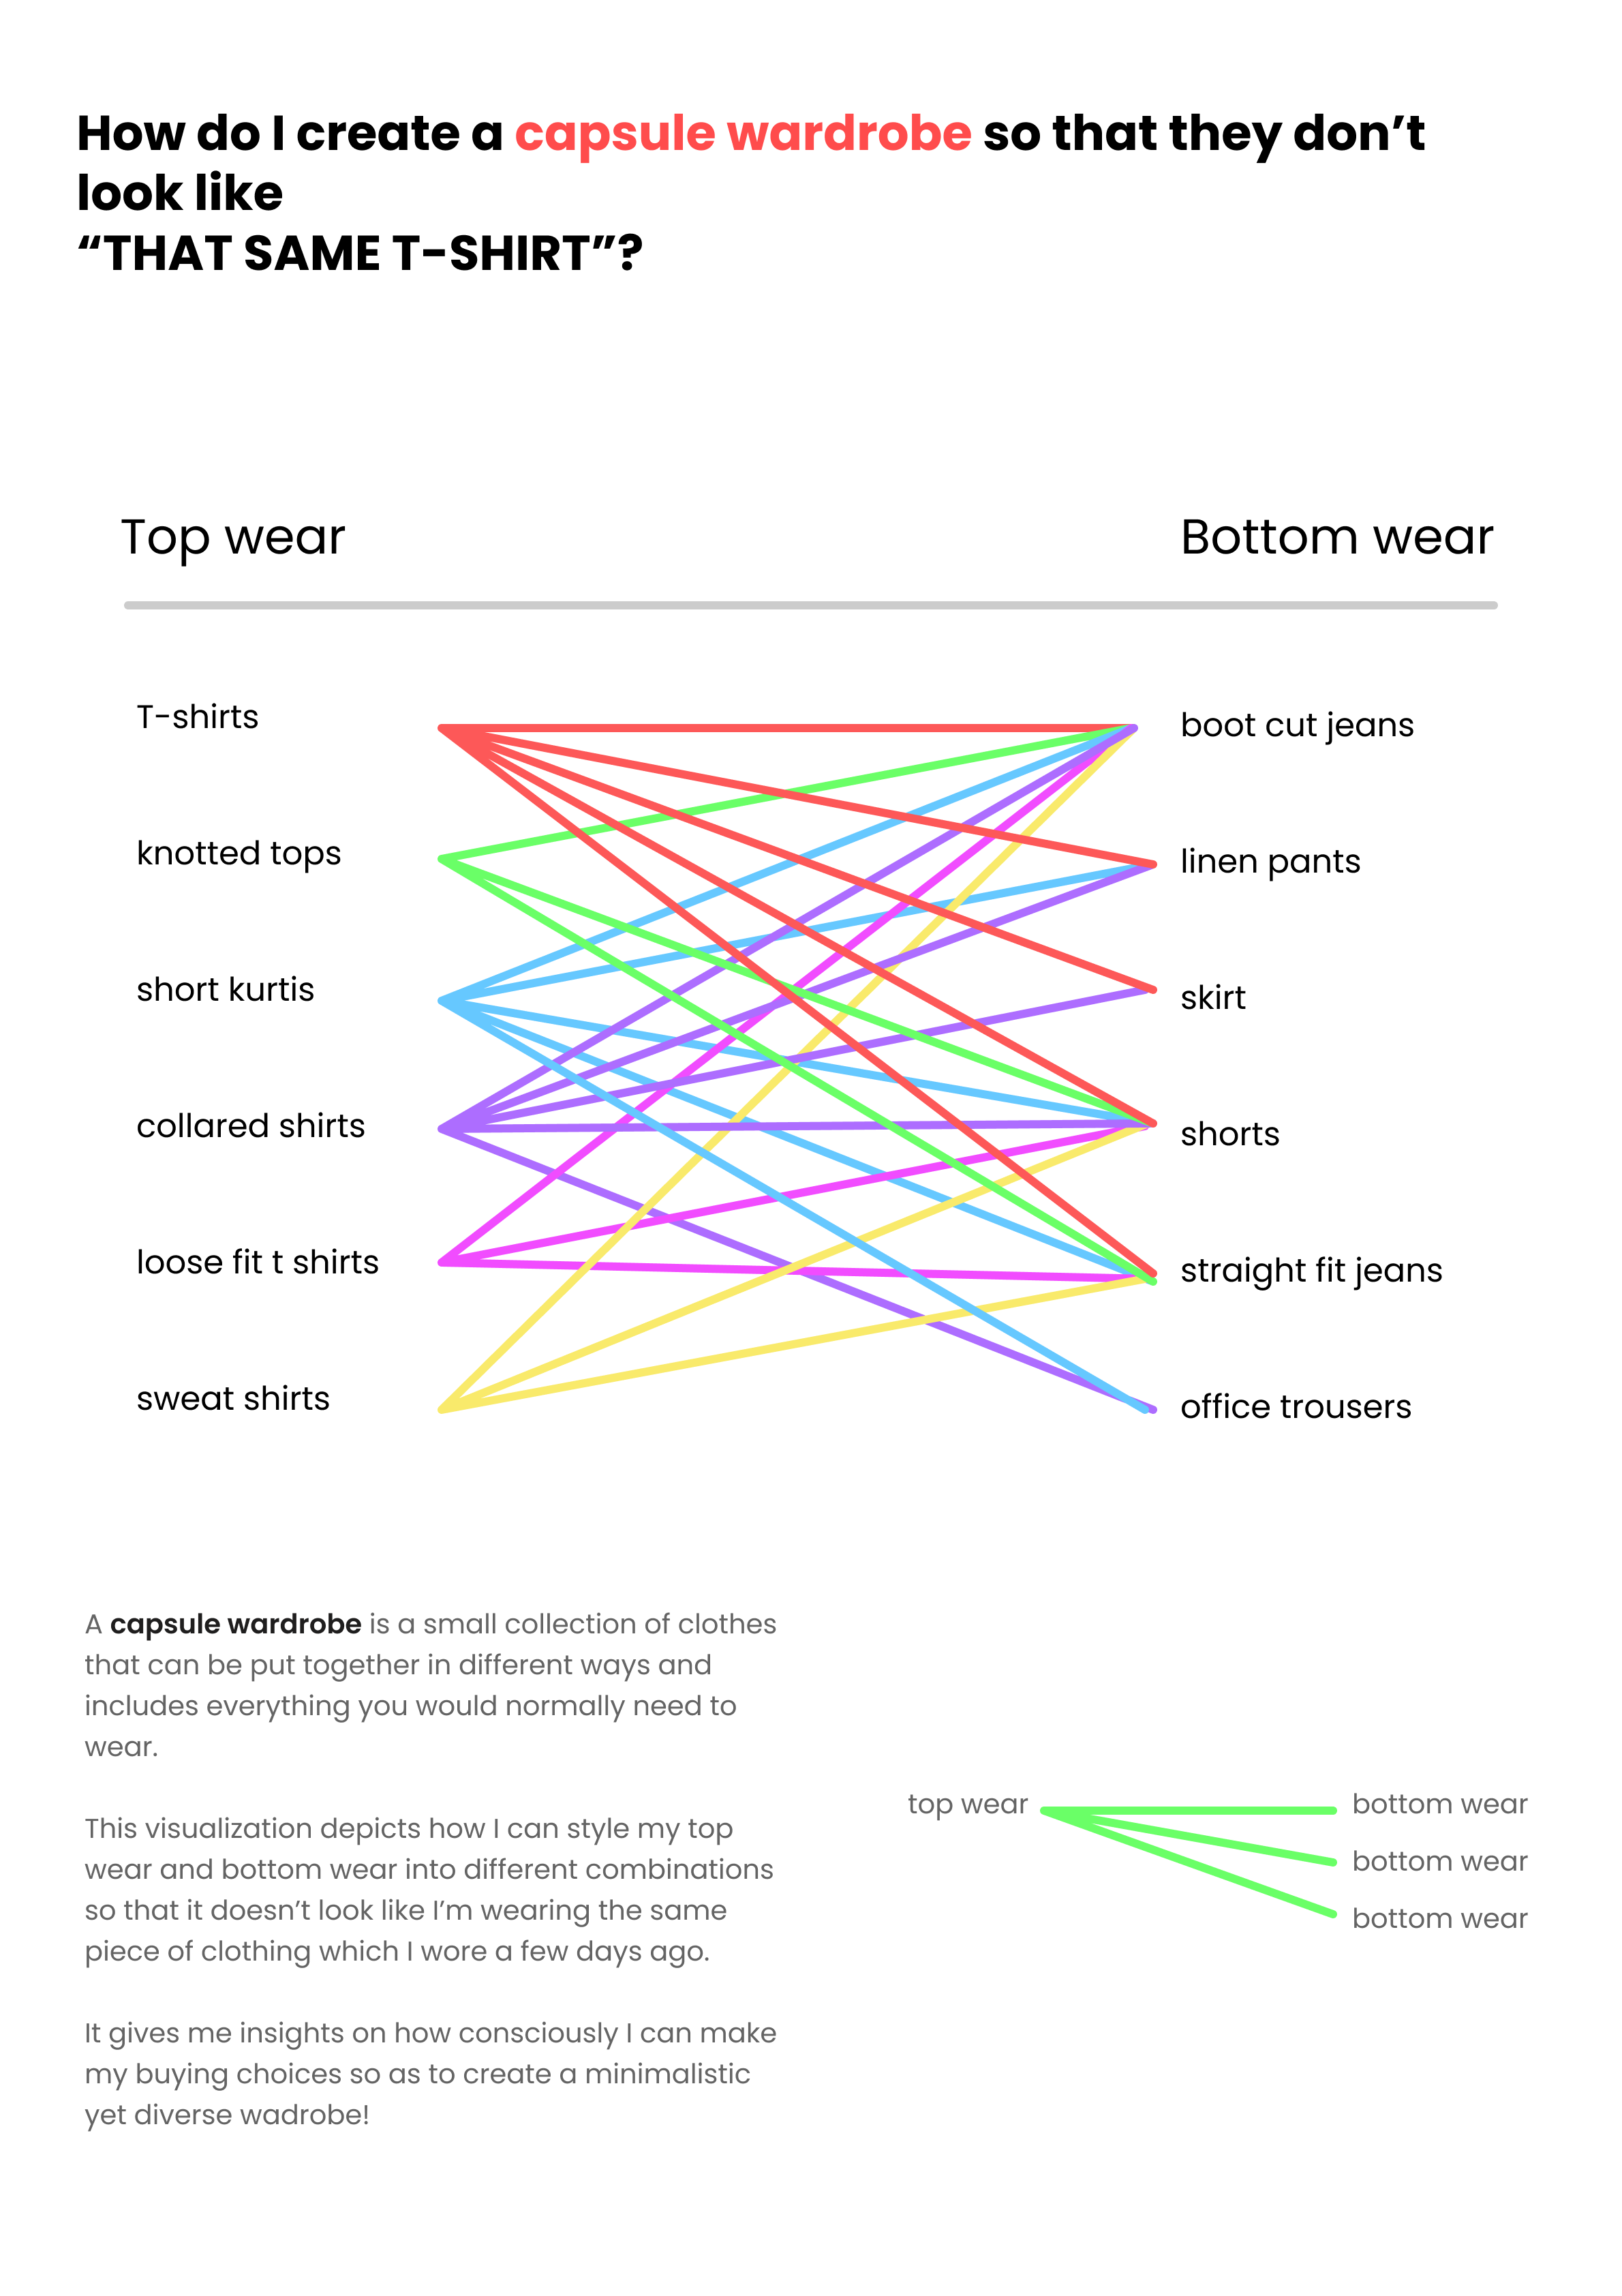 How do I create a capsule wardrobe so that they don’t
look like
“THAT SAME T-SHIRT”?
Top wear
Bottom wear
T-shirts
boot cut jeans
knotted tops
linen pants
short kurtis
skirt
collared shirts
shorts
loose fit t shirts
straight fit jeans
sweat shirts
office trousers
A capsule wardrobe is a small collection of clothes
that can be put together in different ways and
includes everything you would normally need to
wear.
This visualization depicts how I can style my top
wear and bottom wear into different combinations
so that it doesn’t look like I’m wearing the same
piece of clothing which I wore a few days ago.
It gives me insights on how consciously I can make
my buying choices so as to create a minimalistic
yet diverse wadrobe!
top wear
bottom wear
bottom wear
bottom wear